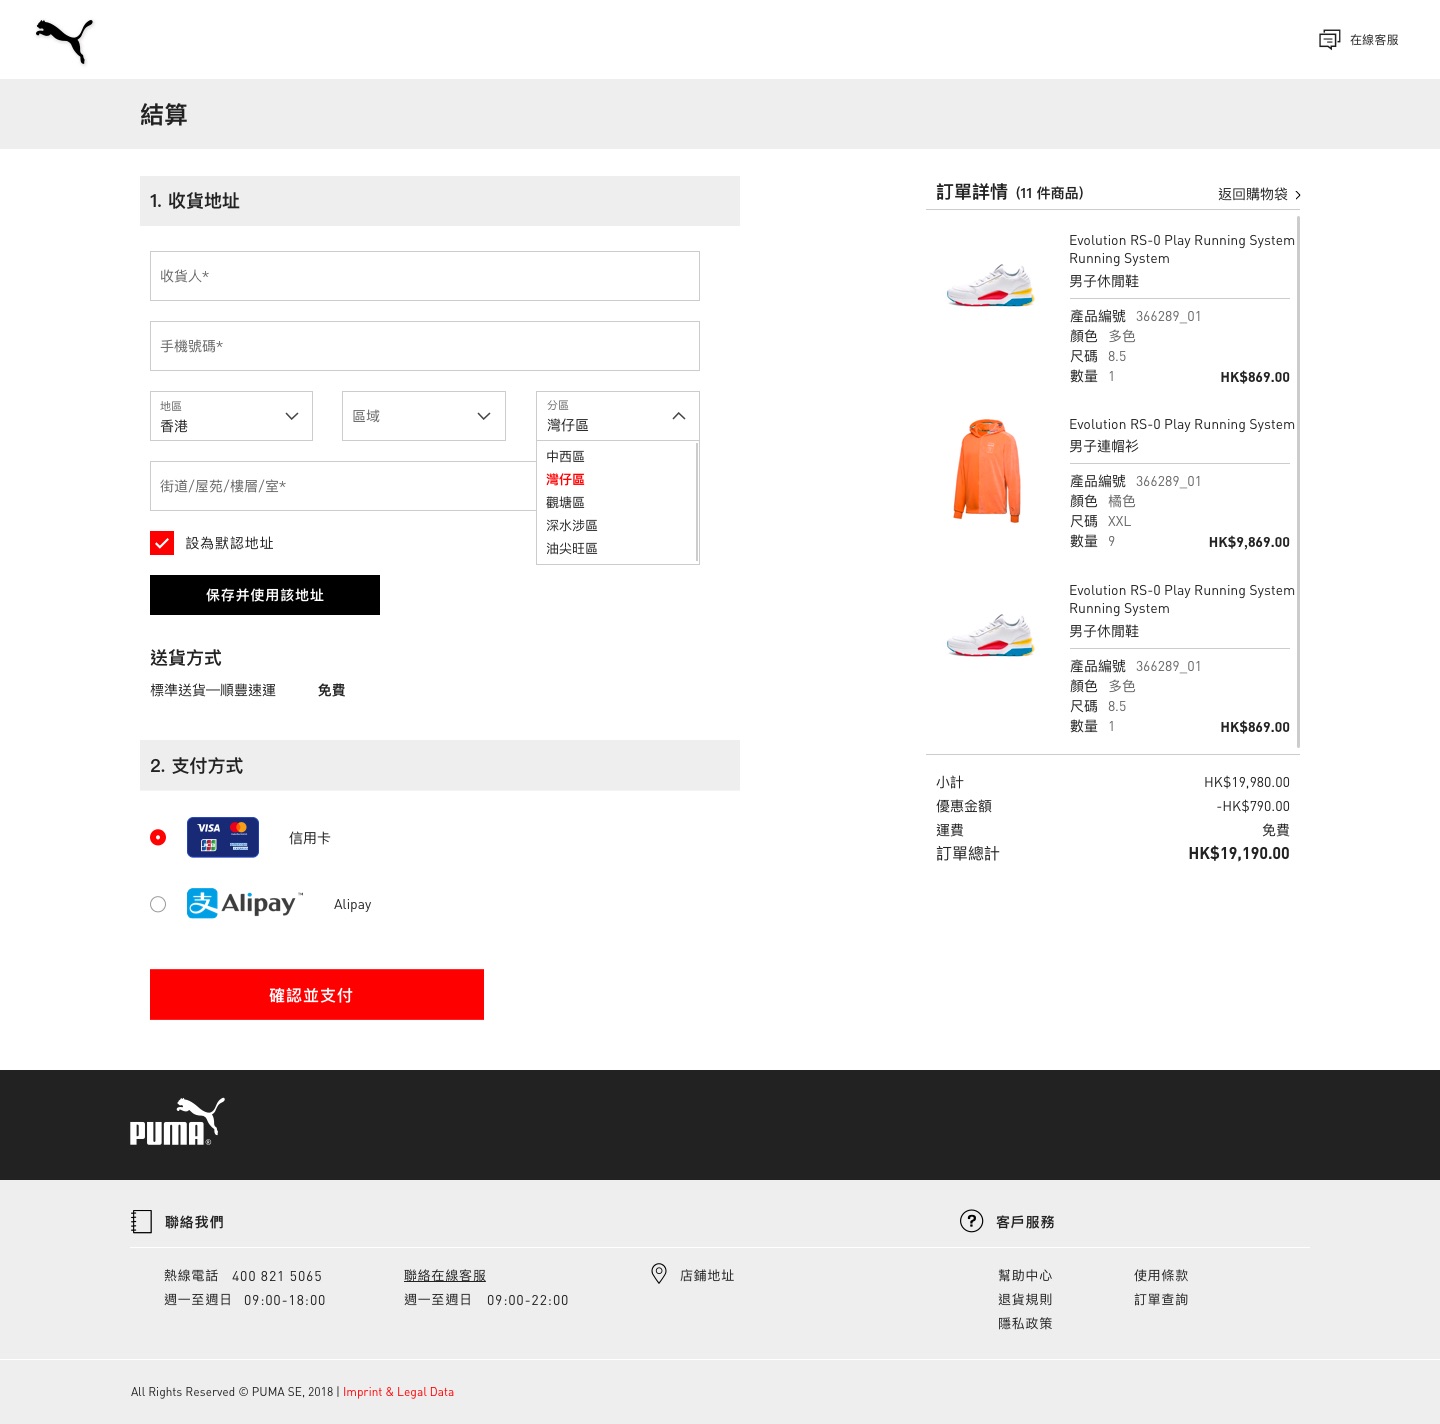 在線客服
結算
1. 收貨地址
收貨人*
手機號碼*
地區
香港
區域
分區
灣仔區
中西區
灣仔區
觀塘區
深水涉區
油尖旺區
街道/屋苑/樓層/室*
設為默認地址
保存并使用該地址
送貨方式
標準送貨—順豐速運 免費
2. 支付方式
VISA
JCB
信用卡
支 Alipay™ Alipay
確認並支付
訂單詳情 (11 件商品) 返回購物袋
Evolution RS-0 Play Running System
Running System
男子休閒鞋
產品編號 366289_01
顏色 多色
尺碼 8.5
數量 1 HK$869.00
Evolution RS-0 Play Running System
男子連帽衫
產品編號 366289_01
顏色 橘色
尺碼 XXL
數量 9 HK$9,869.00
Evolution RS-0 Play Running System
Running System
男子休閒鞋
產品編號 366289_01
顏色 多色
尺碼 8.5
數量 1 HK$869.00
小計 HK$19,980.00
優惠金額 -HK$790.00
運費 免費
訂單總計 HK$19,190.00
PUMA®
聯絡我們
熱線電話 400 821 5065
週一至週日 09:00-18:00
聯絡在線客服
週一至週日 09:00-22:00
店鋪地址
客戶服務
幫助中心 使用條款
退貨規則 訂單查詢
隱私政策
All Rights Reserved © PUMA SE, 2018 | Imprint & Legal Data